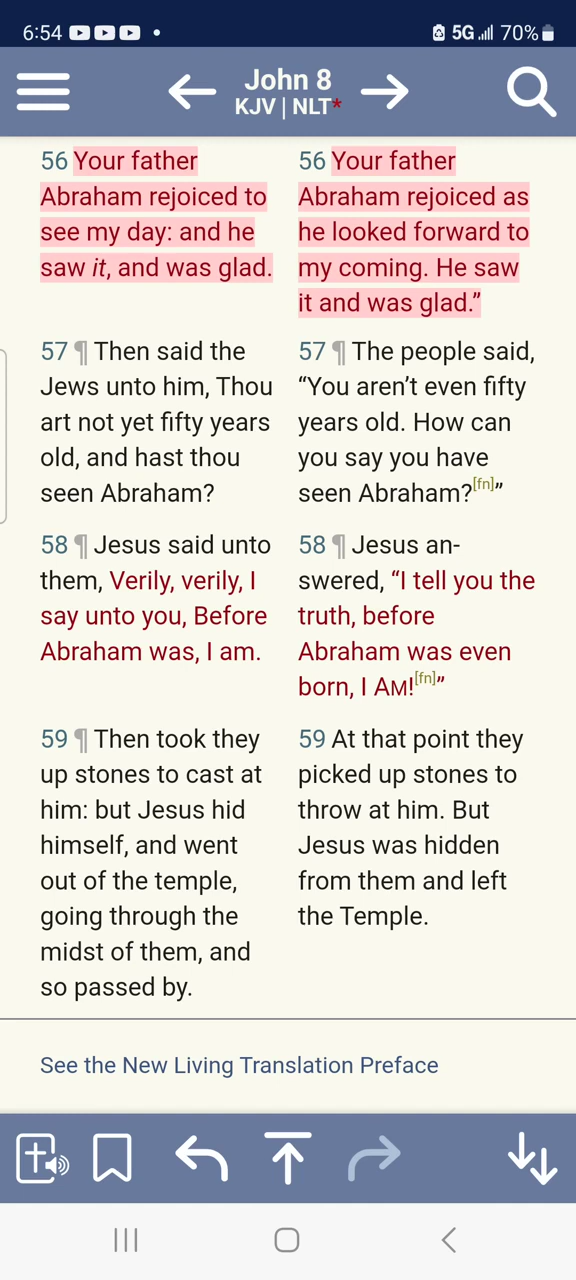 6:54
5G 70%
John 8
KJV | NLT*
56 Your father
Abraham rejoiced to
see my day: and he
saw it, and was glad.
57 ¶ Then said the
Jews unto him, Thou
art not yet fifty years
old, and hast thou
seen Abraham?
58 ¶ Jesus said unto
them, Verily, verily, I
say unto you, Before
Abraham was, I am.
59 ¶ Then took they
up stones to cast at
him: but Jesus hid
himself, and went
out of the temple,
going through the
midst of them, and
so passed by.
56 Your father
Abraham rejoiced as
he looked forward to
my coming. He saw
it and was glad.”
57 ¶ The people said,
“You aren’t even fifty
years old. How can
you say you have
seen Abraham?[fn]”
58 ¶ Jesus an-
swered, “I tell you the
truth, before
Abraham was even
born, I AM![fn]”
59 At that point they
picked up stones to
throw at him. But
Jesus was hidden
from them and left
the Temple.
See the New Living Translation Preface